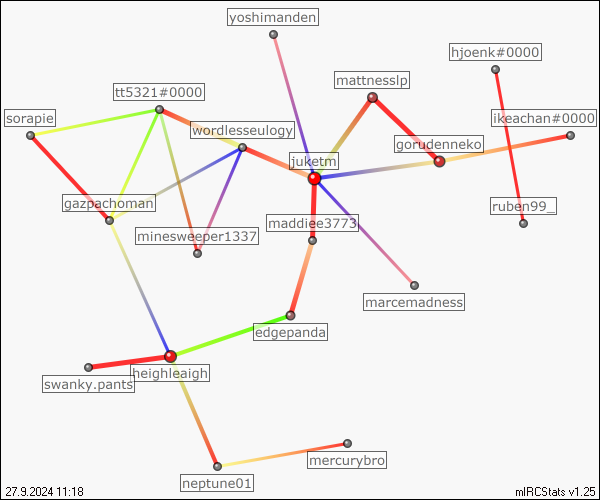 yoshimanden
hjoenk#0000
mattnesslp
tt5321#0000
sorapie
wordlesseulogy
ikeachan#0000
gorudenneko
juketm
gazpachoman
ruben99_
maddiee3773
minesweeper1337
marcemadness
edgepanda
heighleaigh
swanky.pants
mercurybro
neptune01
27.9.2024 11:18
mIRCStats v1.25